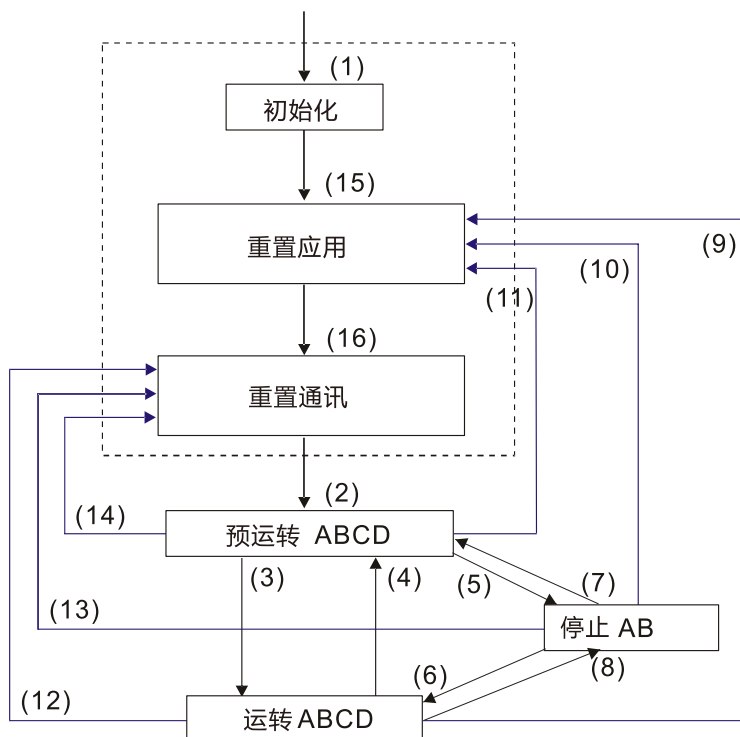 (1)
初始化
(15)
重置应用
(9)
(10)
(11)
(16)
重置通讯
(2)
(14)
预运转 ABCD
(3)
(4)
(5)
(7)
(13)
停止 AB
(6)
(8)
(12)
运转 ABCD